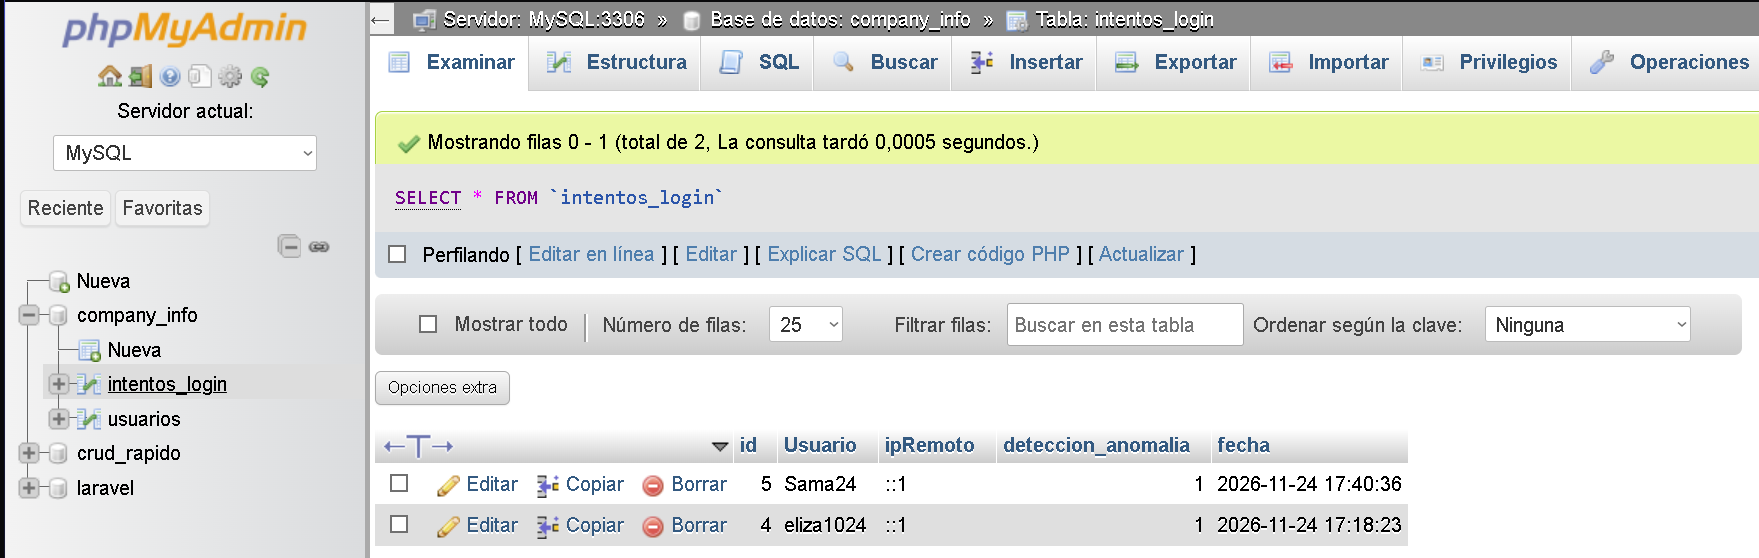 phpMyAdmin
Servidor actual:
MySQL
Reciente Favoritas
Nueva
company_info
Nueva
intentos_login
usuarios
crud_rapido
laravel
← Servidor: MySQL:3306 » Base de datos: company_info » Tabla: intentos_login
Examinar Estructura SQL Buscar Insertar Exportar Importar Privilegios Operaciones
Mostrando filas 0 - 1 (total de 2, La consulta tardó 0,0005 segundos.)
SELECT * FROM `intentos_login`
Perfilando [ Editar en línea ] [ Editar ] [ Explicar SQL ] [ Crear código PHP ] [ Actualizar ]
Mostrar todo Número de filas: 25 Filtrar filas: Buscar en esta tabla Ordenar según la clave: Ninguna
Opciones extra
←T→ id Usuario ipRemoto deteccion_anomalia fecha
Editar Copiar Borrar 5 Sama24 ::1 1 2026-11-24 17:40:36
Editar Copiar Borrar 4 eliza1024 ::1 1 2026-11-24 17:18:23